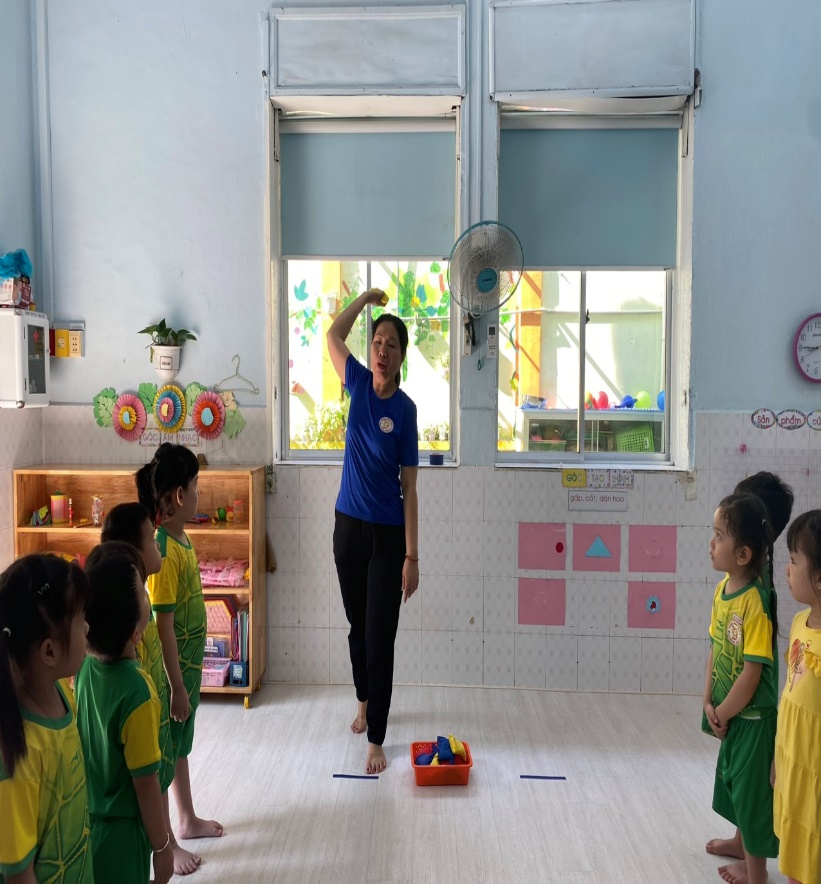 GÓC ÂM NHẠC
GÓC TẠO HÌNH
gấp, cắt, dán hoa
Sản phẩm